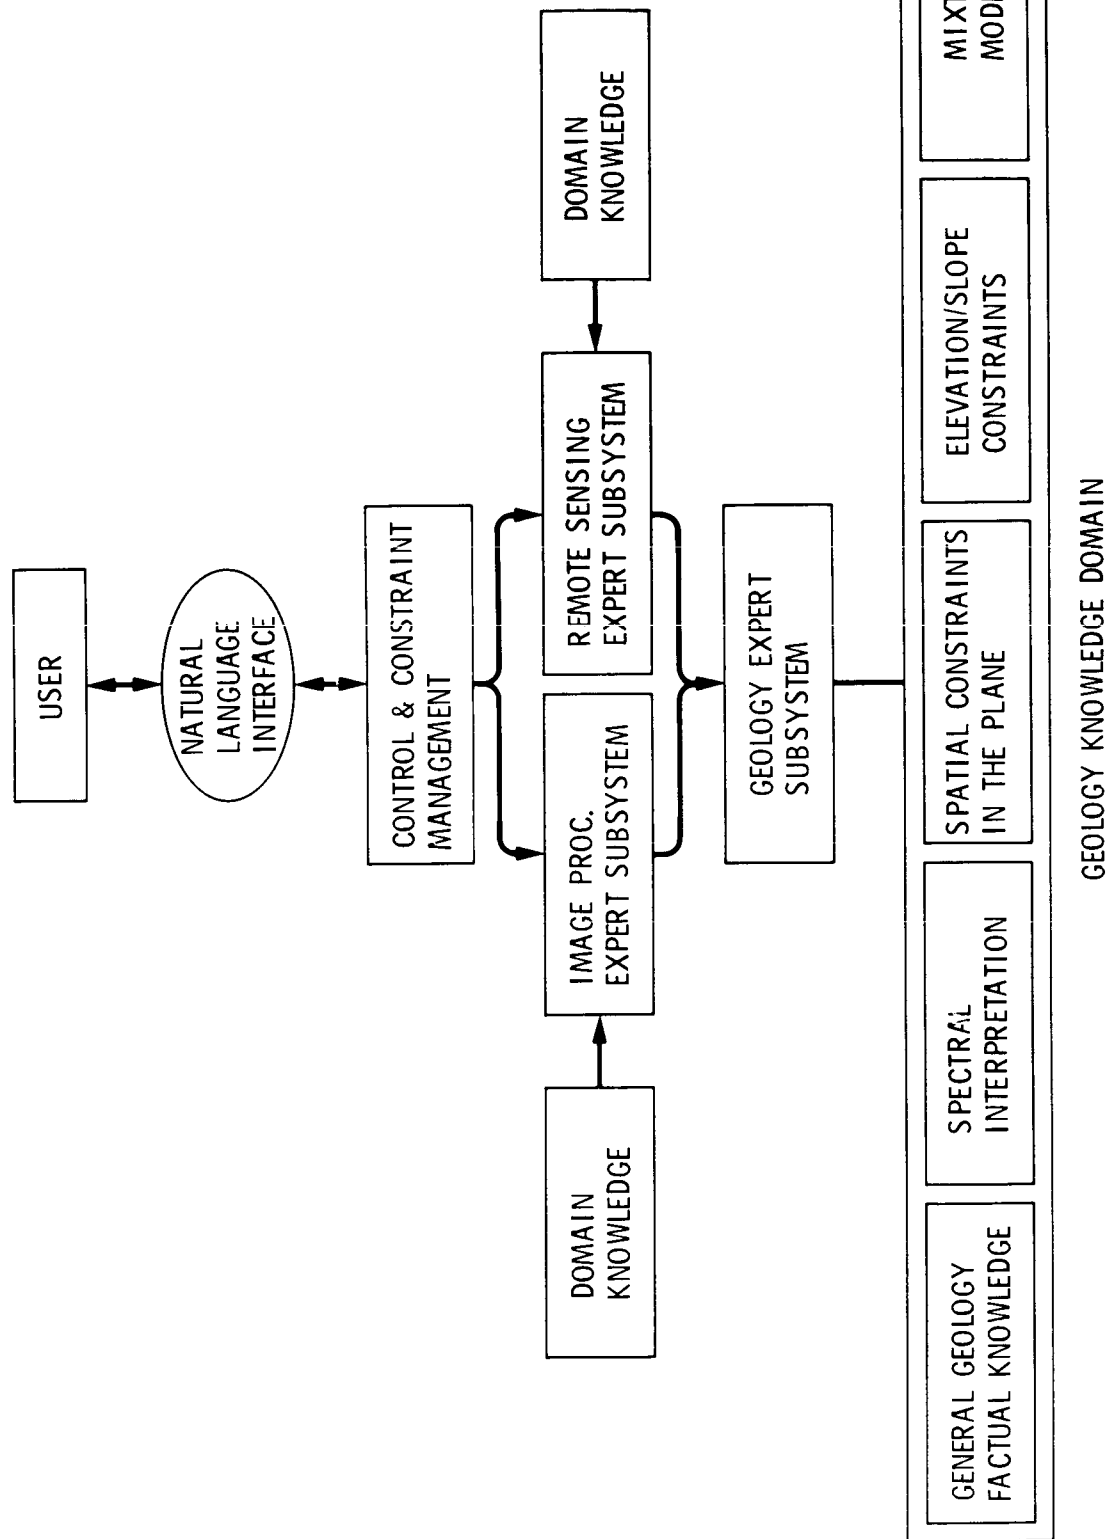 USER
NATURAL
LANGUAGE
INTERFACE
CONTROL & CONSTRAINT
MANAGEMENT
DOMAIN
KNOWLEDGE
IMAGE PROC.
EXPERT SUBSYSTEM
REMOTE SENSING
EXPERT SUBSYSTEM
DOMAIN
KNOWLEDGE
GEOLOGY EXPERT
SUBSYSTEM
GENERAL GEOLOGY
FACTUAL KNOWLEDGE
SPECTRAL
INTERPRETATION
SPATIAL CONSTRAINTS
IN THE PLANE
ELEVATION/SLOPE
CONSTRAINTS
GEOLOGY KNOWLEDGE DOMAIN